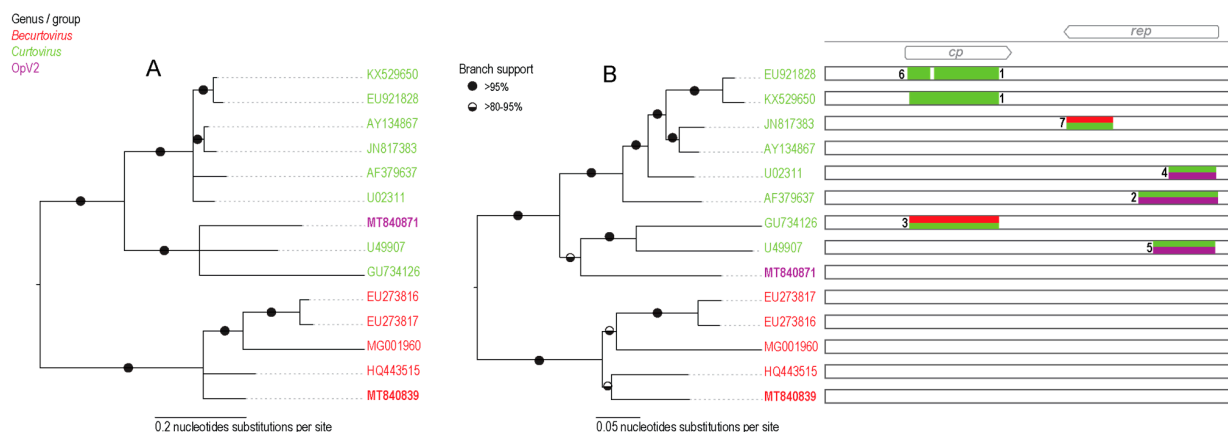 Genus / group
Becurtovirus
Curtovirus
OpV2
A
KX529650
EU921828
AY134867
JN817383
AF379637
U02311
MT840871
U49907
GU734126
EU273816
EU273817
MG001960
HQ443515
MT840839
0.2 nucleotides substitutions per site
Branch support
>95%
>80-95%
B
EU921828
KX529650
JN817383
AY134867
U02311
AF379637
GU734126
U49907
MT840871
EU273817
EU273816
MG001960
HQ443515
MT840839
0.05 nucleotides substitutions per site
rep
cp
6 1
1
7
4
2
3
5